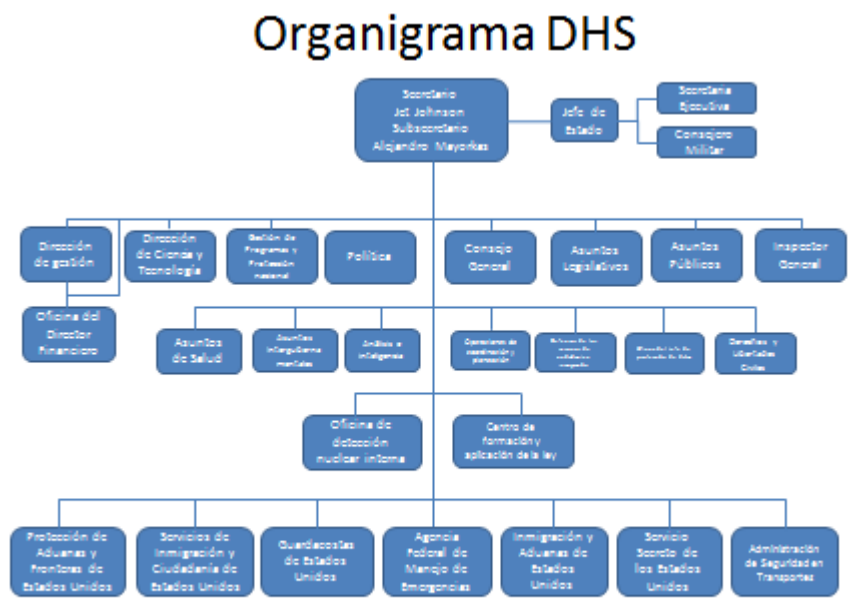 Organigrama DHS
Secretario
Jet Johnson
Subsecretario
Alejandro Mayorkas
Jefe de
Estado
Secretaria
Ejecutiva
Consejero
Militar
Dirección
de gestión
Dirección
de Cienca y
Tecnología
Gestión de
Programas y
Protección
nacional
Política
Consejo
General
Asuntos
Legislativos
Asuntos
Públicos
Inspector
General
Oficina del
Director
Financiero
Asuntos
de Salud
Asuntos
interguberna
mentales
Análisis e
inteligencia
Operaciones de
coordinación y
planeación
Derechos y
Libertades
Civiles
Oficina de
detección
nuclear interna
Centro de
formación y
aplicación de la ley
Protección de
Aduanas y
Fronteras de
Estados Unidos
Servicios de
Inmigración y
Ciudadanía de
Estados Unidos
Guardacostas
de Estados
Unidos
Agencia
Federal de
Manejo de
Emergencias
Inmigración y
Aduanas de
Estados
Unidos
Servicio
Secreto de
los Estados
Unidos
Administración
de Seguridad en
Transportes